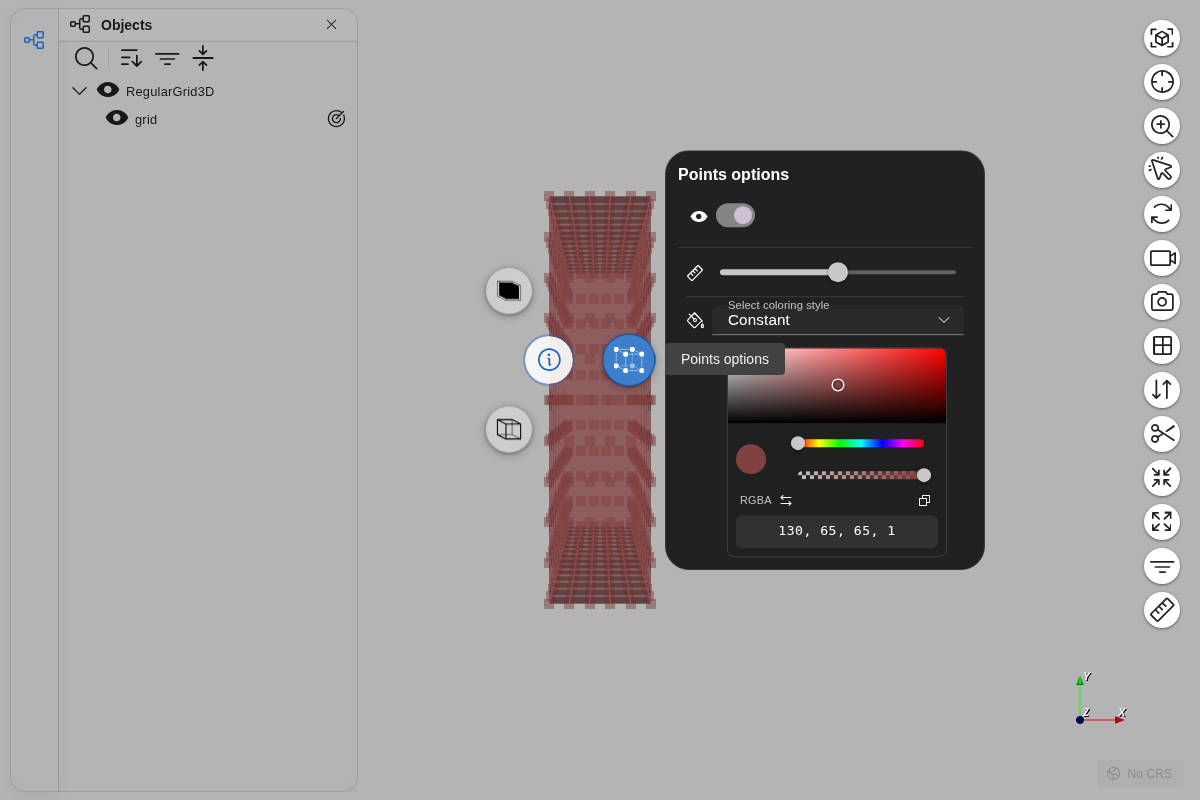 Objects
RegularGrid3D
grid
Points options
Select coloring style
Constant
Points options
RGBA
130, 65, 65, 1
Y
Z
X
No CRS